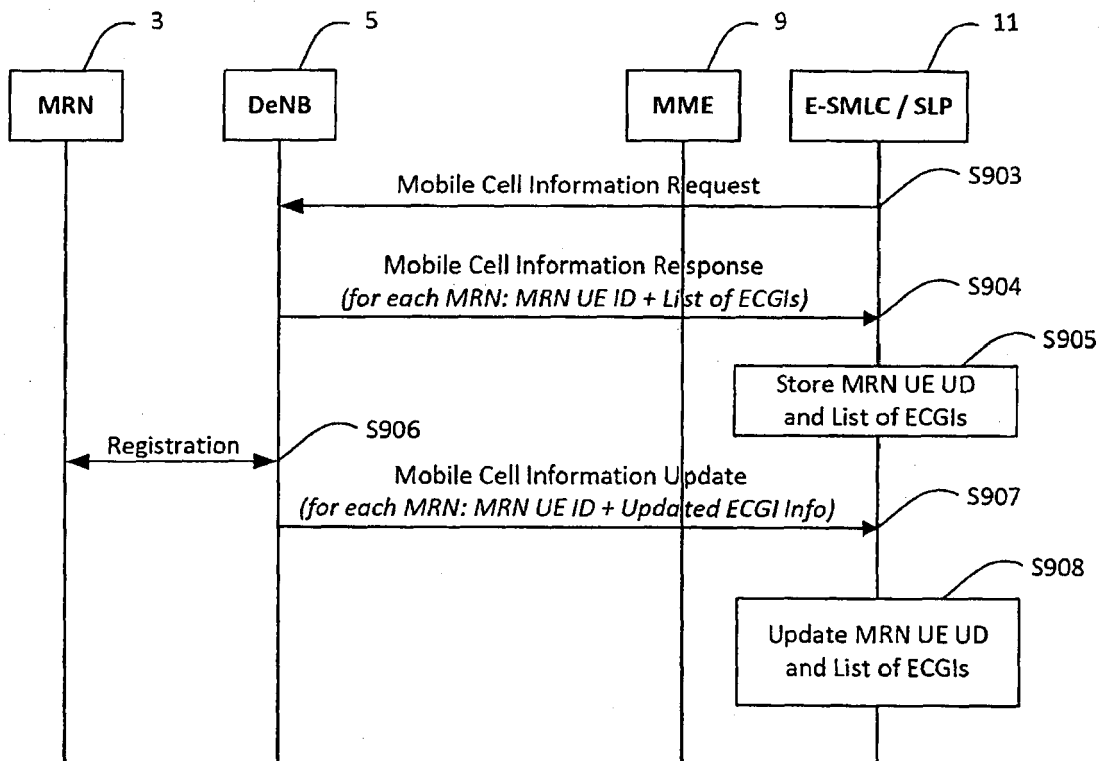 3
5
9
11
MRN
DeNB
MME
E-SMLC / SLP
S903
Mobile Cell Information Request
Mobile Cell Information Response
(for each MRN: MRN UE ID + List of ECGIs)
S904
S905
Store MRN UE UD
and List of ECGIs
S906
Registration
Mobile Cell Information Update
(for each MRN: MRN UE ID + Updated ECGI Info)
S907
S908
Update MRN UE UD
and List of ECGIs